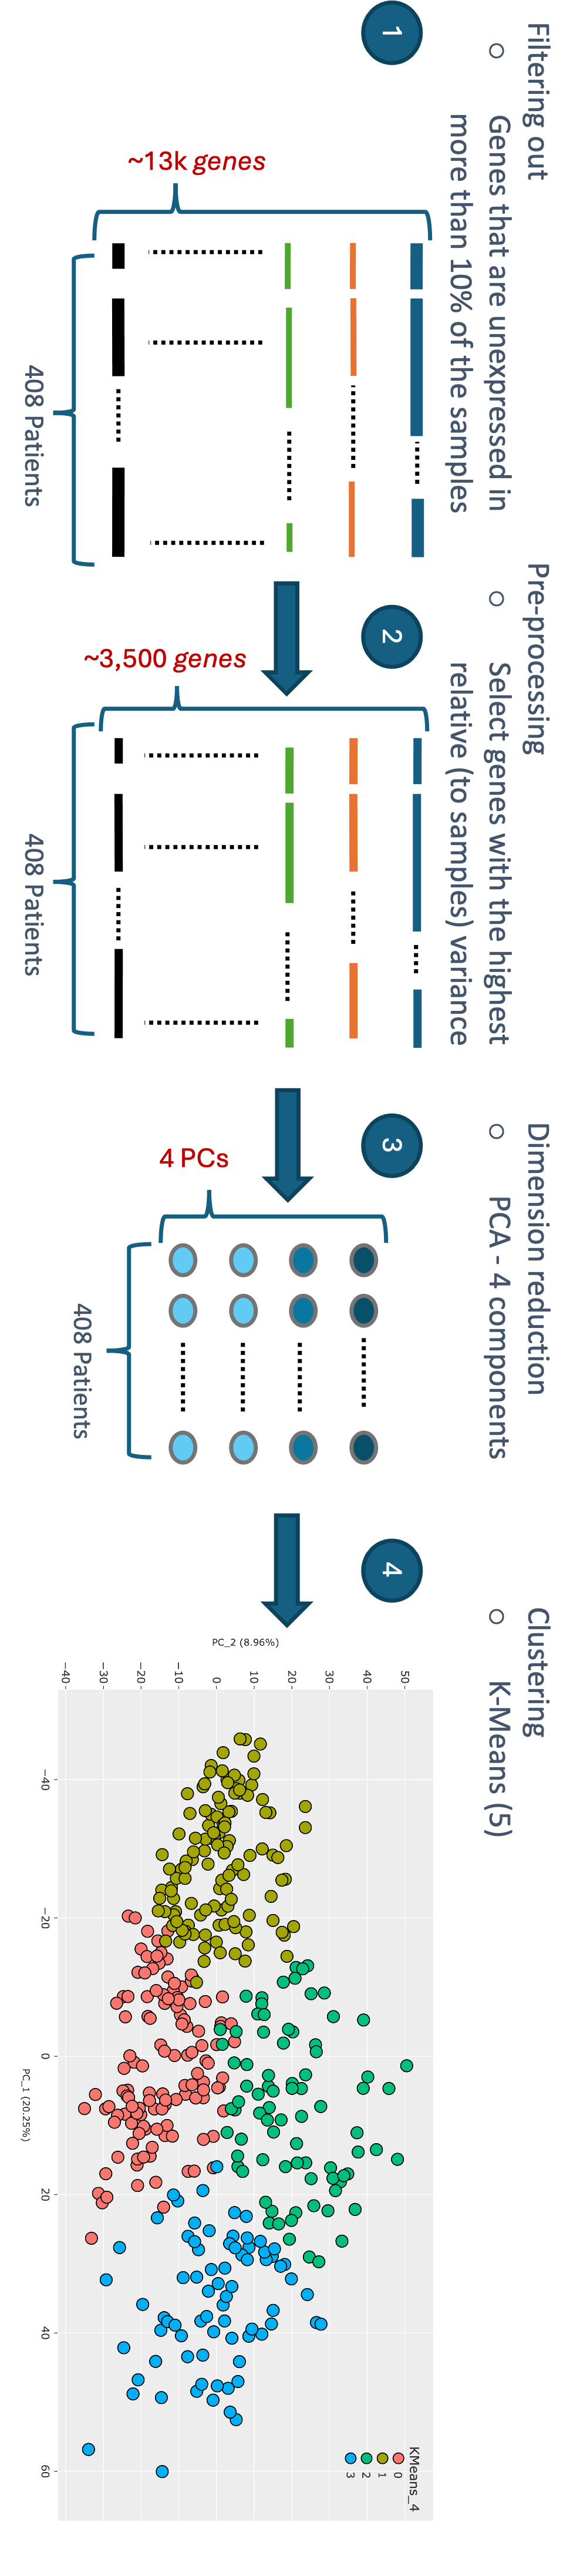 1
Filtering out
○ Genes that are unexpressed in
more than 10% of the samples
~13k genes
408 Patients
2
Pre-processing
○ Select genes with the highest
relative (to samples) variance
~3,500 genes
408 Patients
3
Dimension reduction
○ PCA - 4 components
4 PCs
408 Patients
4
Clustering
○ K-Means (5)
PC_2 (8.96%)
50
40
30
20
10
0
−10
−20
−30
−40
−40
−20
0
20
40
60
PC_1 (20.25%)
KMeans_4
0
1
2
3